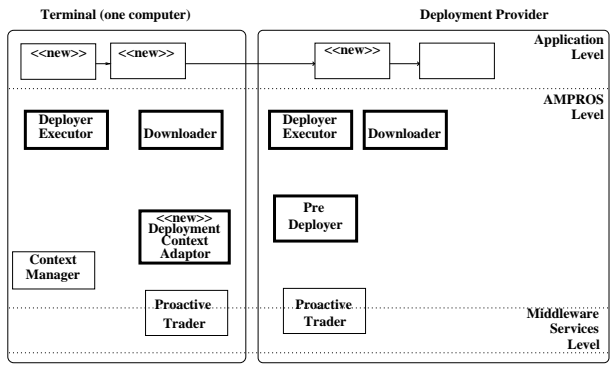 Terminal (one computer)
Deployment Provider
Application
Level
<<new>>
<<new>>
<<new>>
AMPROS
Level
Deployer
Executor
Downloader
Deployer
Executor
Downloader
<<new>>
Deployment
Context
Adaptor
Pre
Deployer
Context
Manager
Proactive
Trader
Proactive
Trader
Middleware
Services
Level